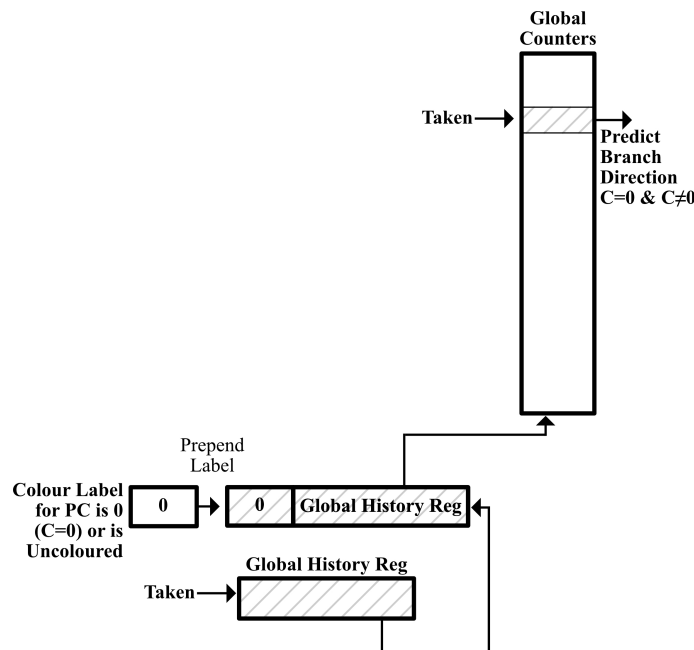 Global
Counters
Taken
Predict
Branch
Direction
C=0 & C≠0
Prepend
Label
Colour Label
for PC is 0
(C=0) or is
Uncoloured
0
0
Global History Reg
Global History Reg
Taken